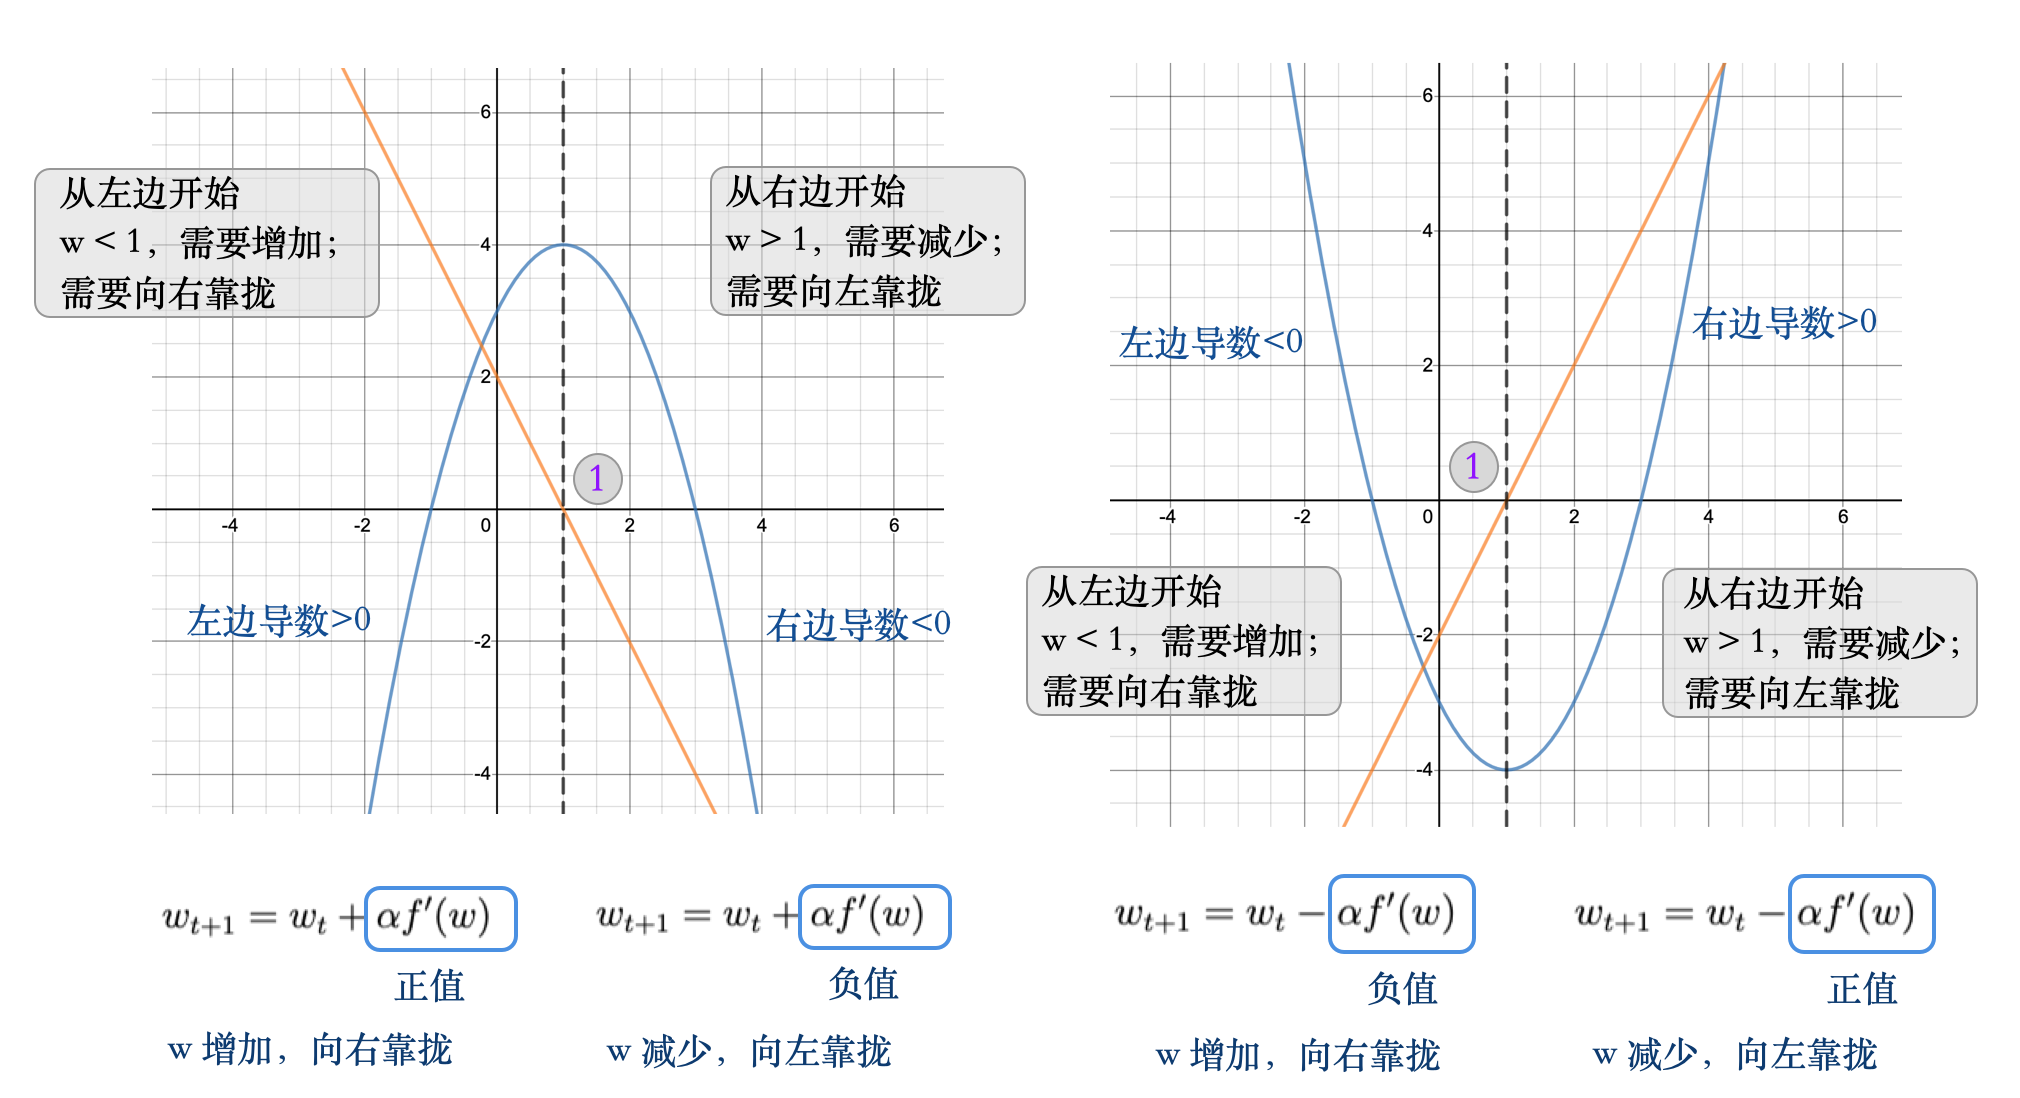 6
4
2
0
-2
-4
-4
-2
2
4
6
从左边开始
w < 1，需要增加；
需要向右靠拢
从右边开始
w > 1，需要减少；
需要向左靠拢
1
左边导数>0
右边导数<0
w_{t+1} = w_t + αf′(w)
正值
w 增加，向右靠拢
w_{t+1} = w_t + αf′(w)
负值
w 减少，向左靠拢
6
4
2
0
-2
-4
-4
-2
2
4
6
左边导数<0
右边导数>0
1
从左边开始
w < 1，需要增加；
需要向右靠拢
从右边开始
w > 1，需要减少；
需要向左靠拢
w_{t+1} = w_t − αf′(w)
负值
w 增加，向右靠拢
w_{t+1} = w_t − αf′(w)
正值
w 减少，向左靠拢